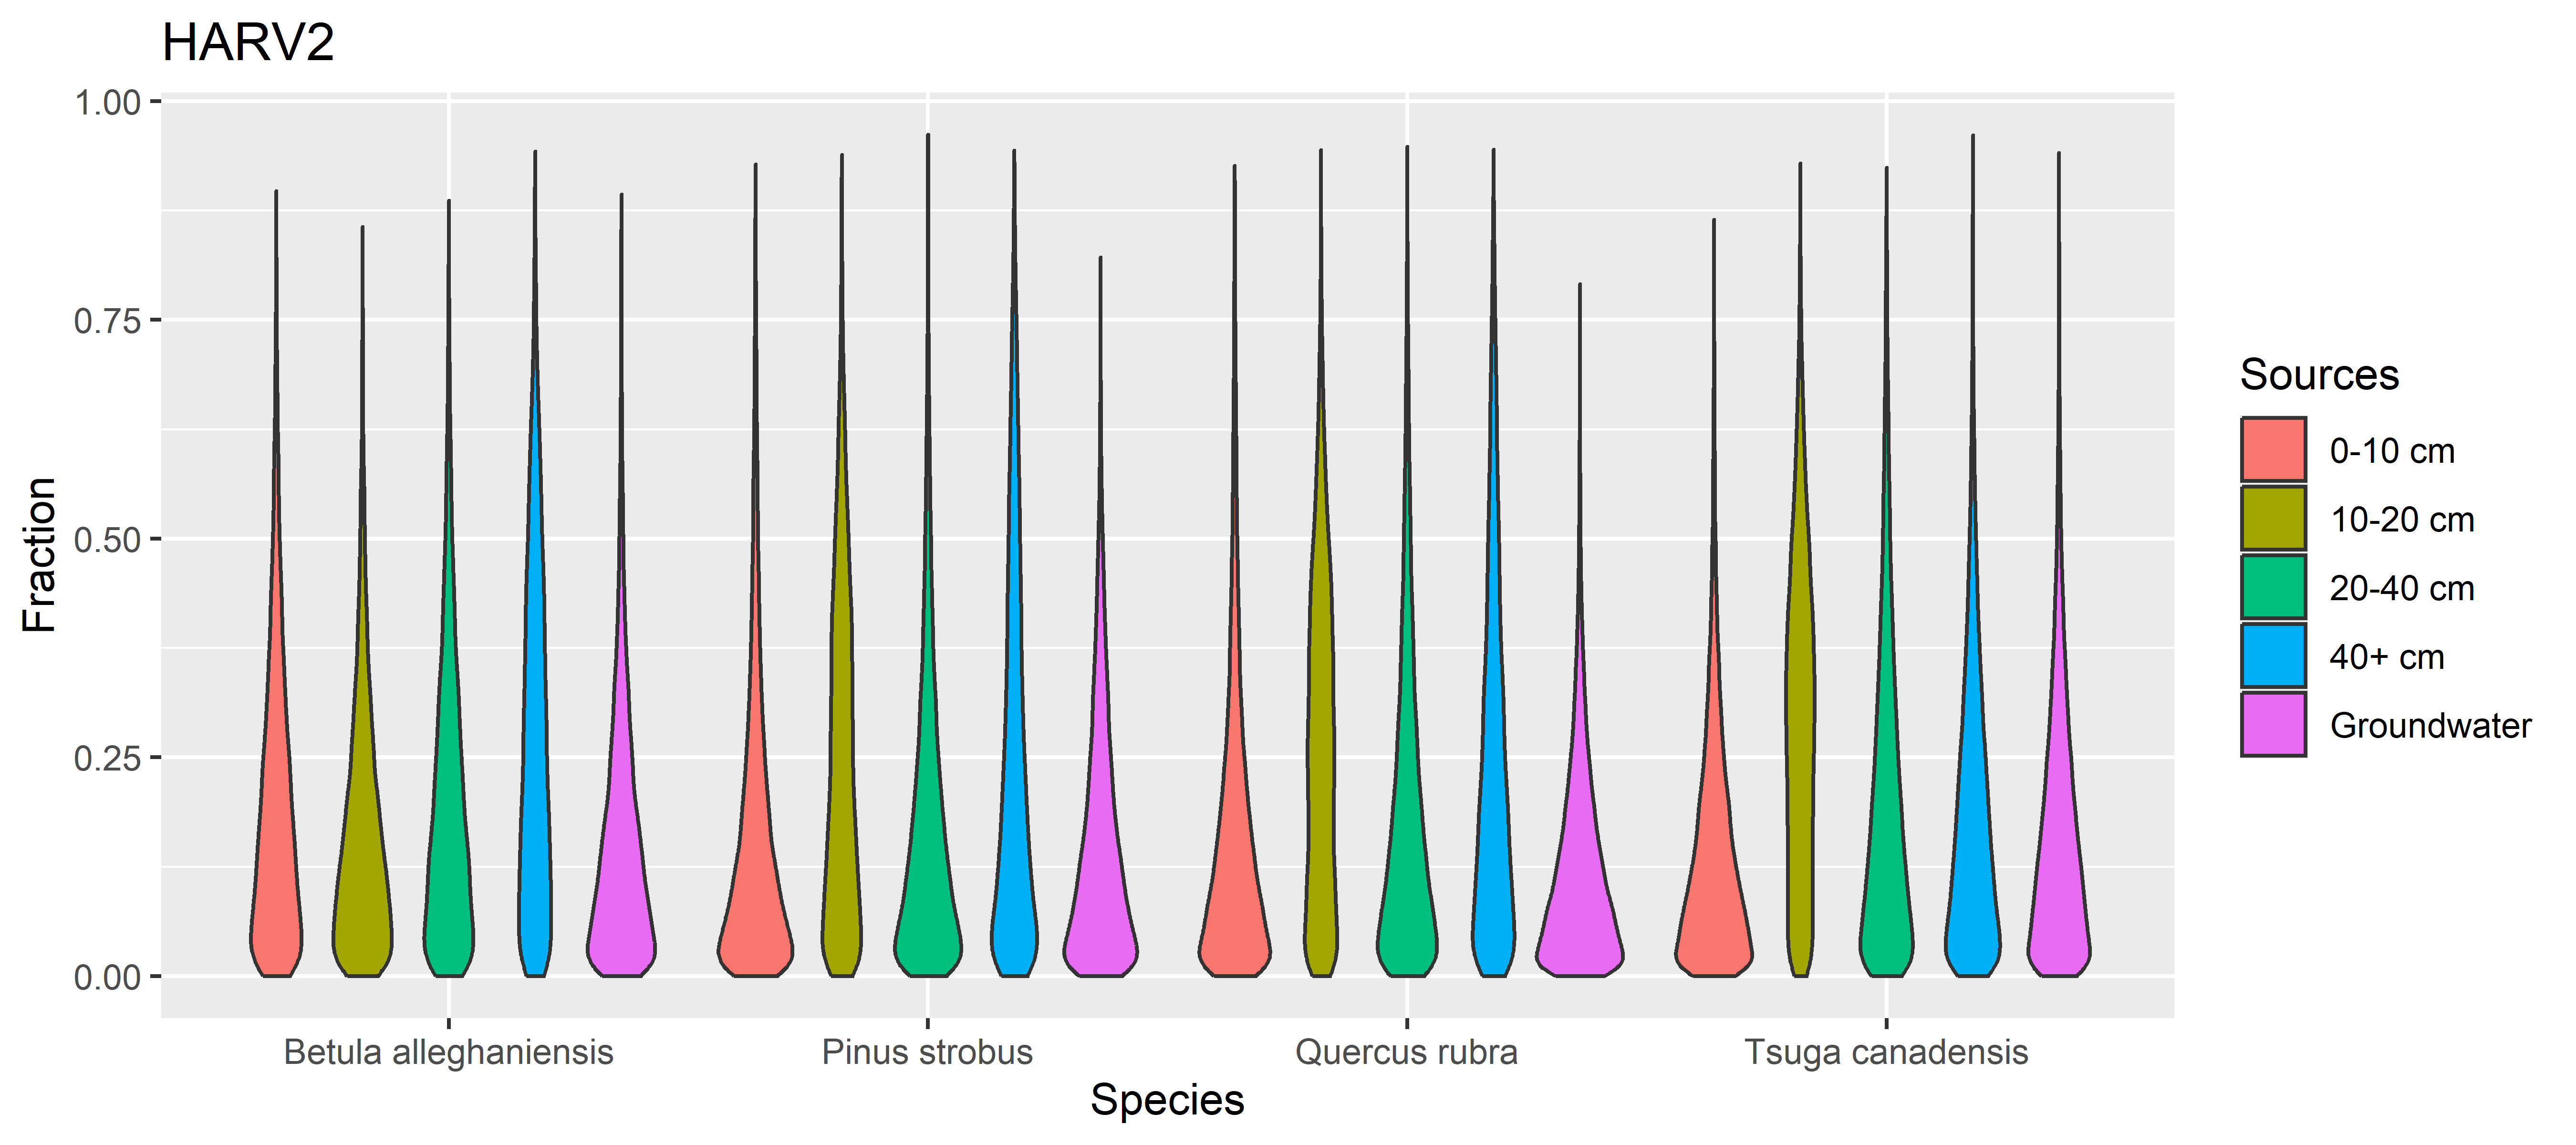 HARV2
1.00
0.75
0.50
0.25
0.00
Fraction
Betula alleghaniensis
Pinus strobus
Quercus rubra
Tsuga canadensis
Species
Sources
0-10 cm
10-20 cm
20-40 cm
40+ cm
Groundwater